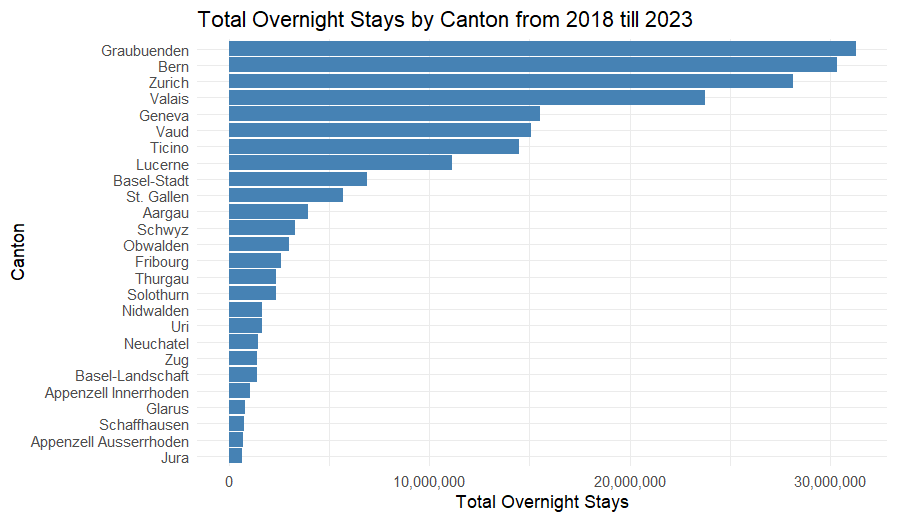 Total Overnight Stays by Canton from 2018 till 2023
Canton
Graubuenden
Bern
Zurich
Valais
Geneva
Vaud
Ticino
Lucerne
Basel-Stadt
St. Gallen
Aargau
Schwyz
Obwalden
Fribourg
Thurgau
Solothurn
Nidwalden
Uri
Neuchatel
Zug
Basel-Landschaft
Appenzell Innerrhoden
Glarus
Schaffhausen
Appenzell Ausserrhoden
Jura
0 10,000,000 20,000,000 30,000,000
Total Overnight Stays